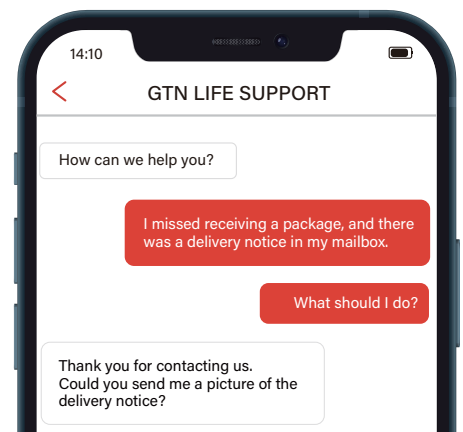 14:10
GTN LIFE SUPPORT
How can we help you?
I missed receiving a package, and there
was a delivery notice in my mailbox.
What should I do?
Thank you for contacting us.
Could you send me a picture of the
delivery notice?